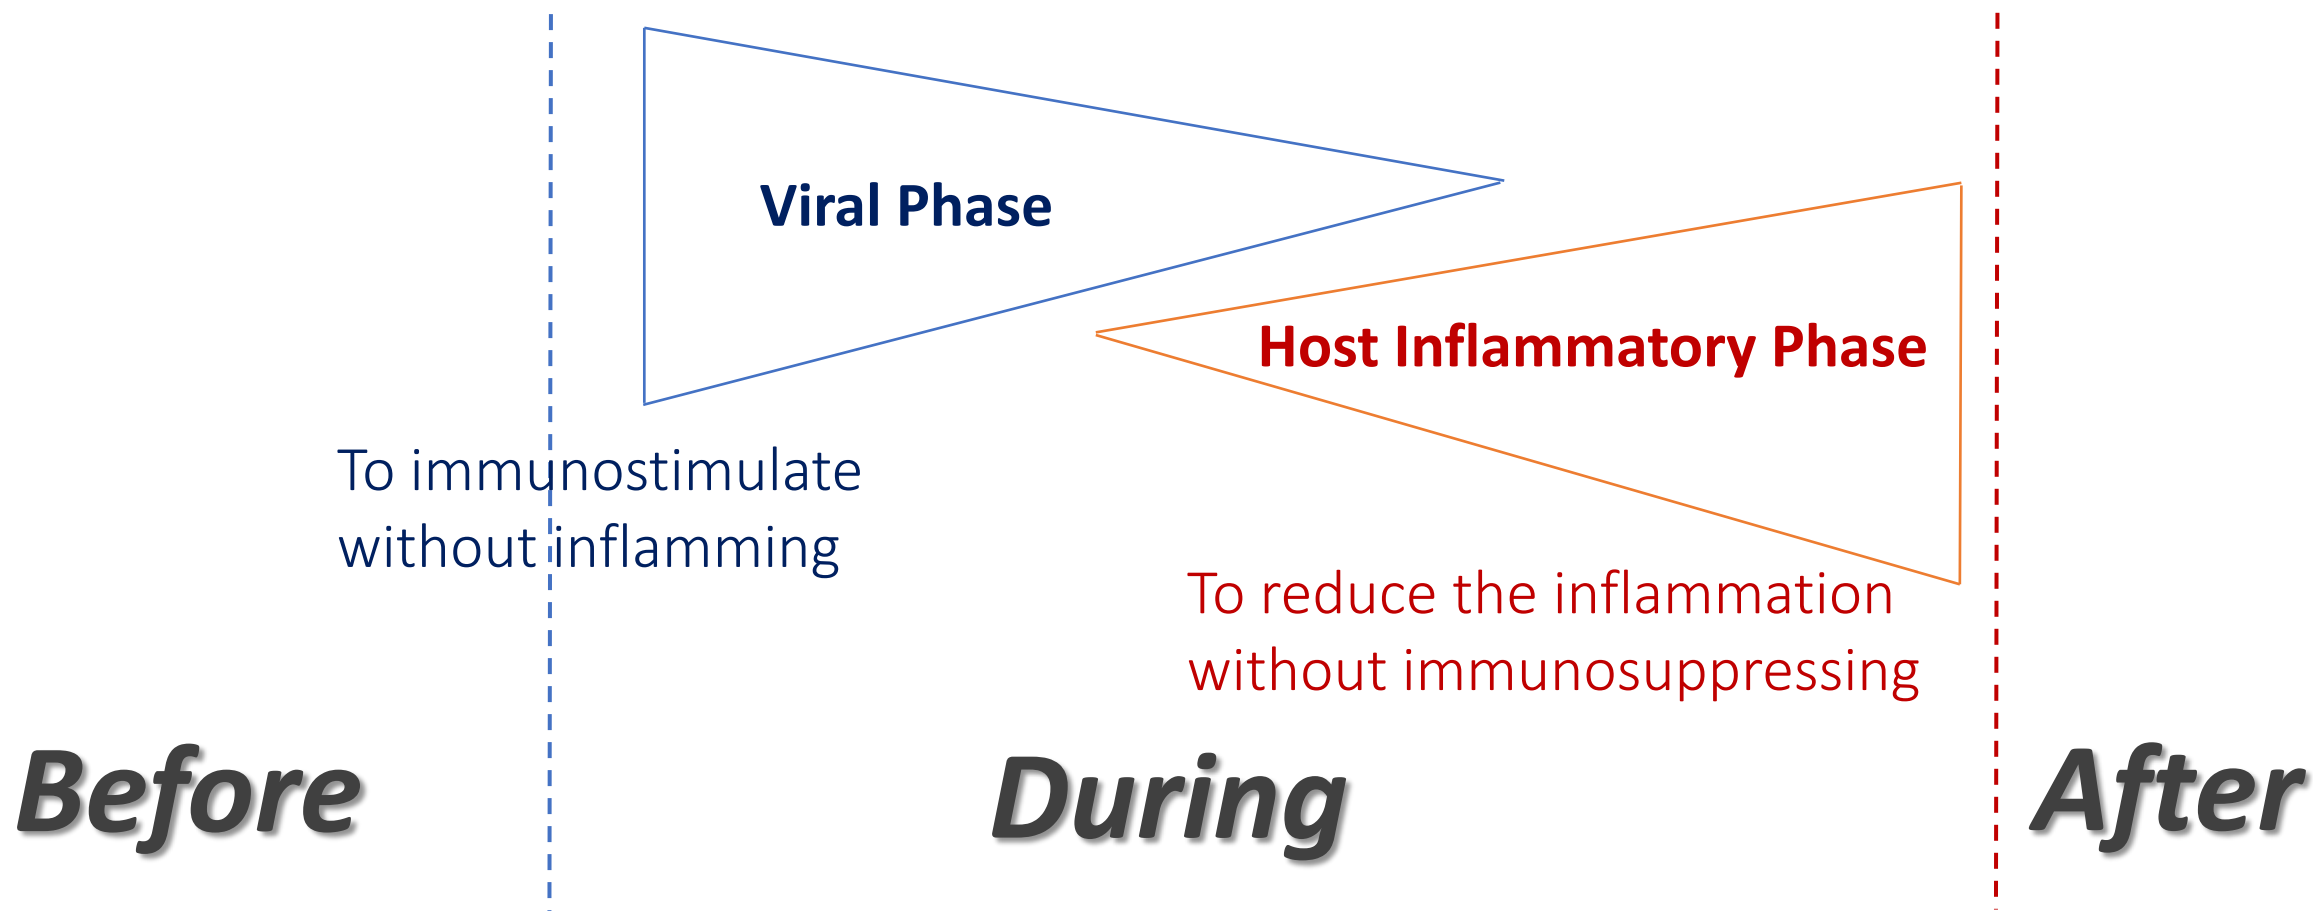 Viral Phase
Host Inflammatory Phase
To immunostimulate
without inflamming
To reduce the inflammation
without immunosuppressing
Before
During
After